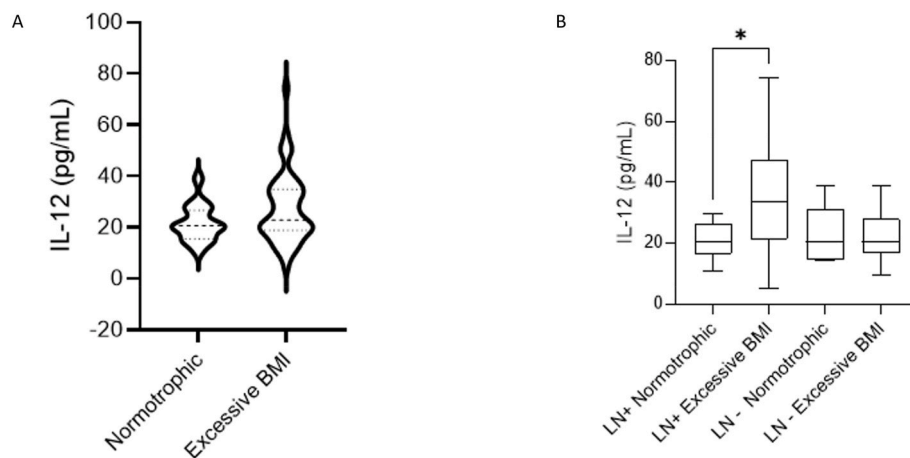 A
IL-12 (pg/mL)
100
80
60
40
20
0
-20
Normotrophic
Excessive BMI
B
*
IL-12 (pg/mL)
80
60
40
20
0
LN+ Normotrophic
LN+ Excessive BMI
LN - Normotrophic
LN - Excessive BMI